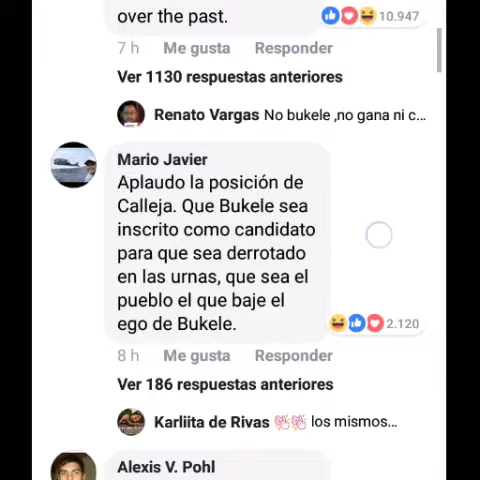 over the past.
10.947
7 h Me gusta Responder
Ver 1130 respuestas anteriores
Renato Vargas No bukele ,no gana ni c...
Mario Javier
Aplaudo la posición de
Calleja. Que Bukele sea
inscrito como candidato
para que sea derrotado
en las urnas, que sea el
pueblo el que baje el
ego de Bukele.
2.120
8 h Me gusta Responder
Ver 186 respuestas anteriores
Karliita de Rivas 💏💏 los mismos...
Alexis V. Pohl